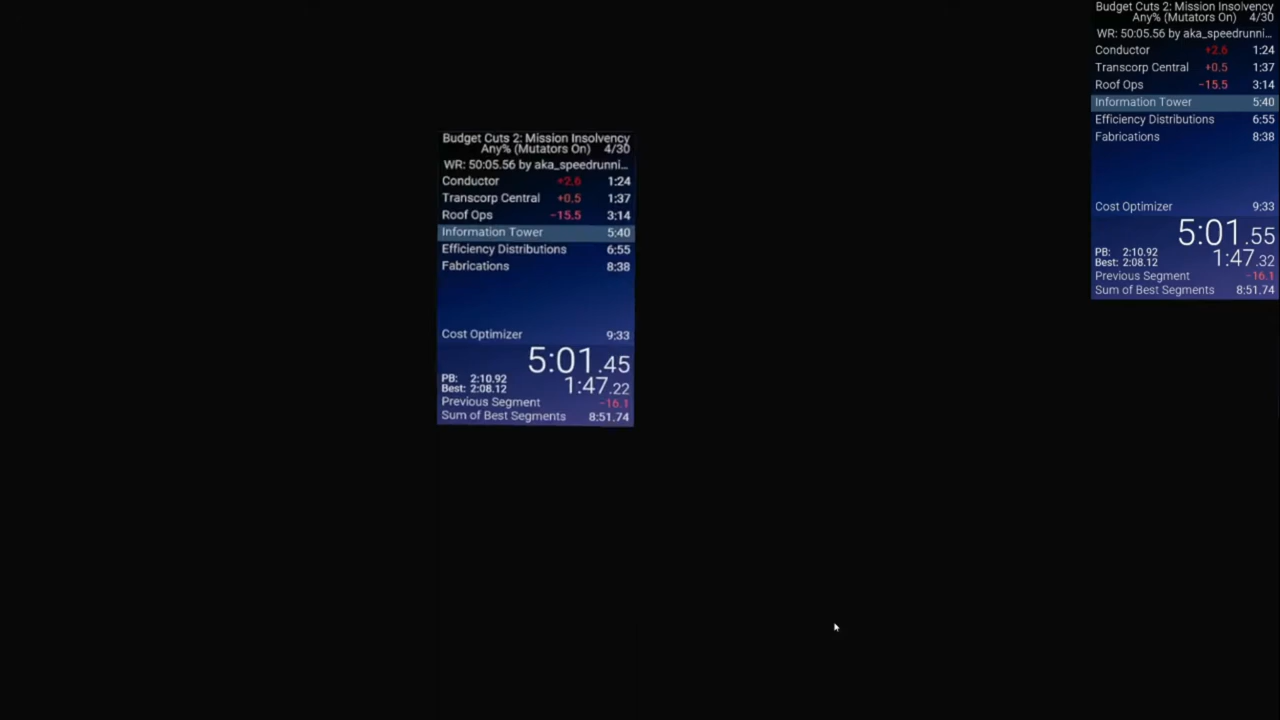 Budget Cuts 2: Mission Insolvency
Any% (Mutators On) 4/30
WR: 50:05.56 by aka_speedrunni...
Conductor +2.6 1:24
Transcorp Central +0.5 1:37
Roof Ops -15.5 3:14
Information Tower 5:40
Efficiency Distributions 6:55
Fabrications 8:38
Cost Optimizer 9:33
5:01.45
PB: 2:10.92
Best: 2:08.12
1:47.22
Previous Segment -16.1
Sum of Best Segments 8:51.74
Budget Cuts 2: Mission Insolvency
Any% (Mutators On) 4/30
WR: 50:05.56 by aka_speedrunni...
Conductor +2.6 1:24
Transcorp Central +0.5 1:37
Roof Ops -15.5 3:14
Information Tower 5:40
Efficiency Distributions 6:55
Fabrications 8:38
Cost Optimizer 9:33
5:01.55
PB: 2:10.92
Best: 2:08.12
1:47.32
Previous Segment -16.1
Sum of Best Segments 8:51.74